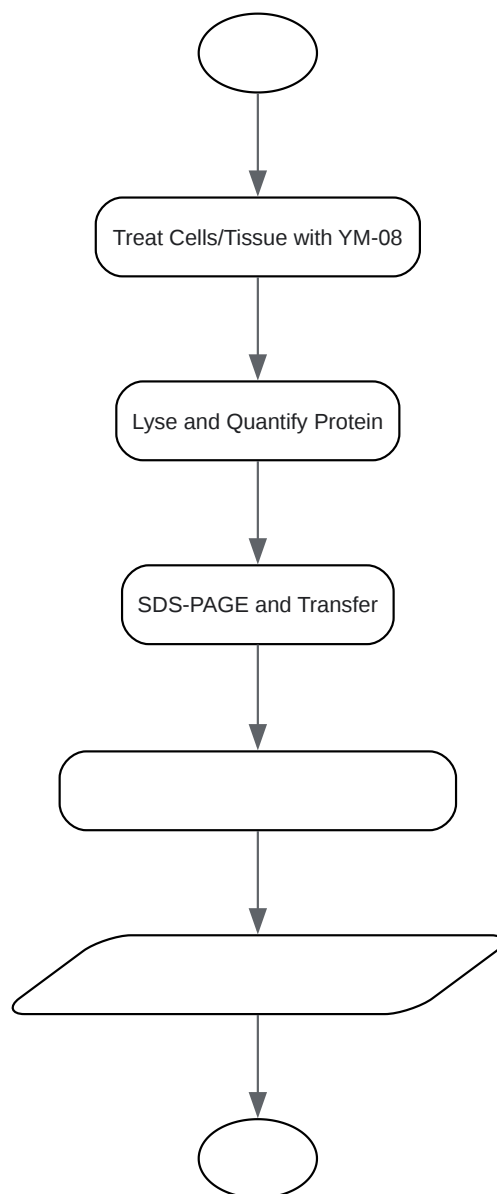 Treat Cells/Tissue with YM-08
Lyse and Quantify Protein
SDS-PAGE and Transfer